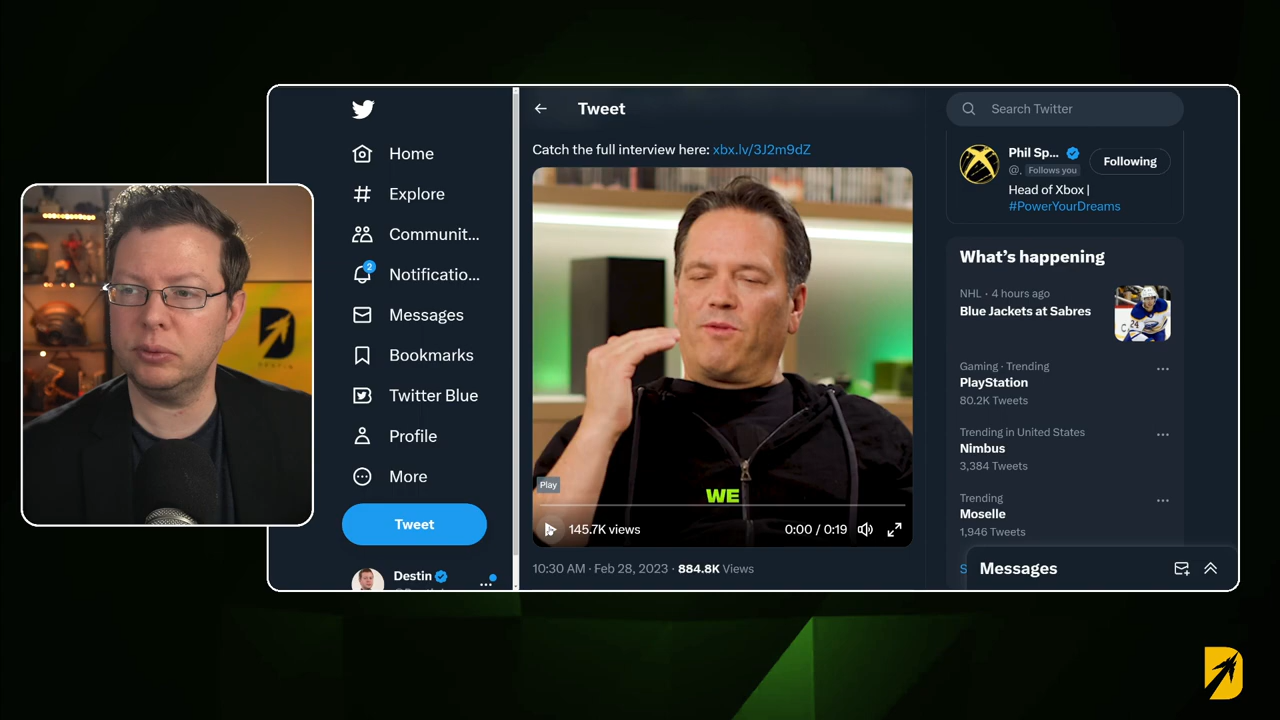 Home
Explore
Communit...
2
Notificatio...
Messages
Bookmarks
Twitter Blue
Profile
More
Tweet
Destin
Tweet
Catch the full interview here: xbx.lv/3J2m9dZ
WE
Play
145.7K views
0:00 / 0:19
10:30 AM · Feb 28, 2023 · 884.8K Views
Search Twitter
Phil Sp...
@. Follows you
Following
Head of Xbox |
#PowerYourDreams
What's happening
NHL · 4 hours ago
Blue Jackets at Sabres
24
Gaming · Trending
PlayStation
80.2K Tweets
Trending in United States
Nimbus
3,384 Tweets
Trending
Moselle
1,946 Tweets
Messages